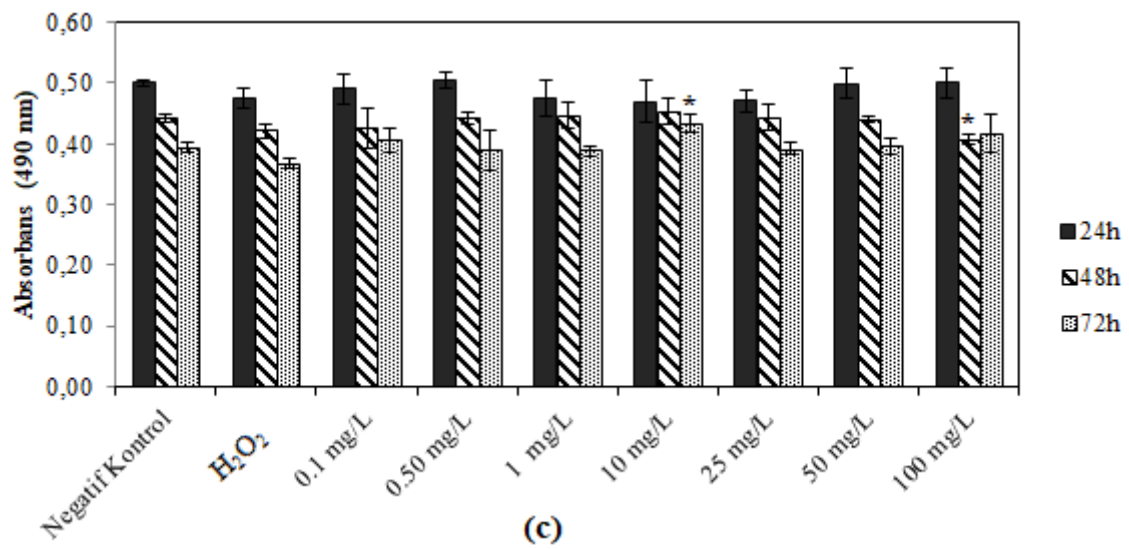 Absorbans (490 nm)
0,60
0,50
0,40
0,30
0,20
0,10
0,00
*
*
24h
48h
72h
Negatif Kontrol
H₂O₂
0.1 mg/L
0.50 mg/L
1 mg/L
10 mg/L
25 mg/L
50 mg/L
100 mg/L
(c)